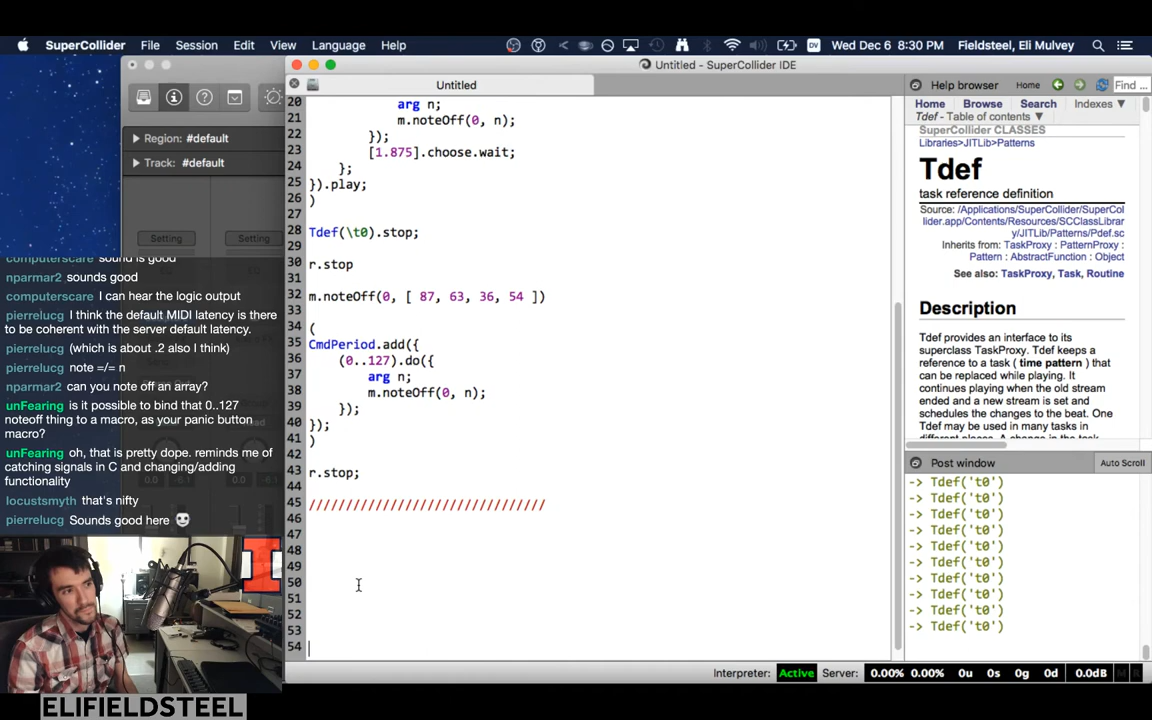 SuperCollider File Session Edit View Language Help
DV Wed Dec 6 8:30 PM Fieldsteel, Eli Mulvey
Untitled - SuperCollider IDE
Region: #default
Track: #default
Setting
Setting
computerscare sound is good
nparmar2 sounds good
computerscare I can hear the logic output
pierrelucg I think the default MIDI latency is there
to be coherent with the server default latency.
pierrelucg (which is about .2 also I think)
pierrelucg note =/= n
nparmar2 can you note off an array?
unFearing is it possible to bind that 0..127
noteoff thing to a macro, as your panic button
macro?
unFearing oh, that is pretty dope. reminds me of
catching signals in C and changing/adding
functionality
locustsmyth that's nifty
pierrelucg Sounds good here
ELIFIELDSTEEL
Untitled
20 arg n;
21 m.noteOff(0, n);
22 });
23 [1.875].choose.wait;
24 };
25 }).play;
26 )
27
28 Tdef(\t0).stop;
29
30 r.stop
31
32 m.noteOff(0, [ 87, 63, 36, 54 ])
33
34 (
35 CmdPeriod.add({
36 (0..127).do({
37 arg n;
38 m.noteOff(0, n);
39 });
40 });
41 )
42
43 r.stop;
44
45 ////////////////////////////////
46
47
48
49
50
51
52
53
54
Help browser Home Find ...
Home Browse Search Indexes ▼
Tdef - Table of contents ▼
SuperCollider CLASSES
Libraries>JITLib>Patterns
Tdef
task reference definition
Source: /Applications/SuperCollider/SuperCol
lider.app/Contents/Resources/SCClassLibrar
y/JITLib/Patterns/Pdef.sc
Inherits from: TaskProxy : PatternProxy :
Pattern : AbstractFunction : Object
See also: TaskProxy, Task, Routine
Description
Tdef provides an interface to its
superclass TaskProxy. Tdef keeps a
reference to a task ( time pattern ) that
can be replaced while playing. It
continues playing when the old stream
ended and a new stream is set and
schedules the changes to the beat. One
Tdef may be used in many tasks in
different places. A change in the task
Post window Auto Scroll
-> Tdef('t0')
-> Tdef('t0')
-> Tdef('t0')
-> Tdef('t0')
-> Tdef('t0')
-> Tdef('t0')
-> Tdef('t0')
-> Tdef('t0')
-> Tdef('t0')
-> Tdef('t0')
Interpreter: Active Server: 0.00% 0.00% 0u 0s 0g 0d 0.0dB M R